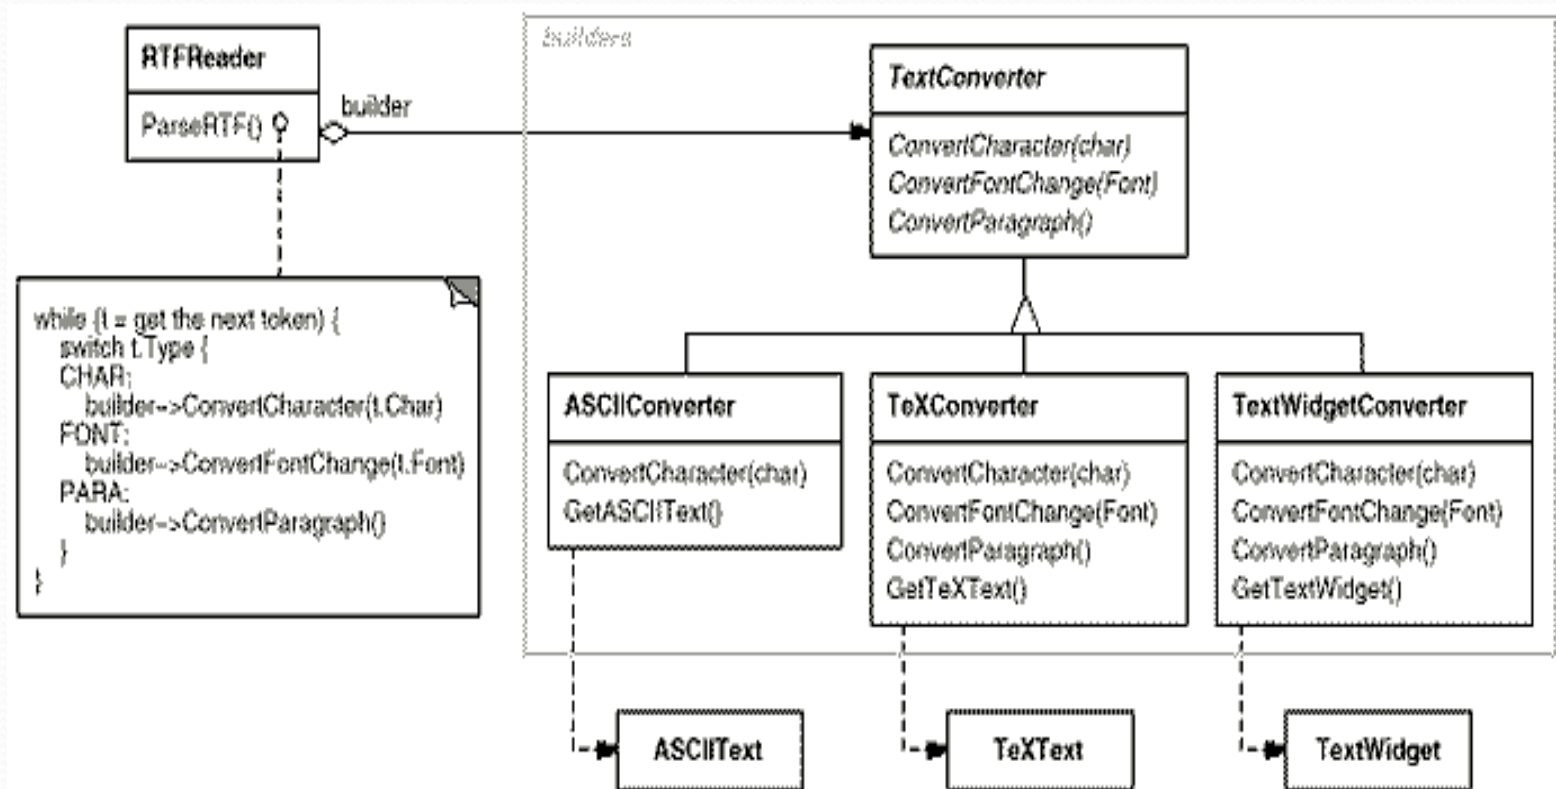 RTFReader
ParseRTF()
builder
builders
TextConverter
ConvertCharacter(char)
ConvertFontChange(Font)
ConvertParagraph()
while (t = get the next token) {
switch t.Type {
CHAR:
builder->ConvertCharacter(t.Char)
FONT:
builder->ConvertFontChange(t.Font)
PARA:
builder->ConvertParagraph()
}
}
ASCIIConverter
ConvertCharacter(char)
GetASCIIText()
TeXConverter
ConvertCharacter(char)
ConvertFontChange(Font)
ConvertParagraph()
GetTeXText()
TextWidgetConverter
ConvertCharacter(char)
ConvertFontChange(Font)
ConvertParagraph()
GetTextWidget()
ASCIIText
TeXText
TextWidget